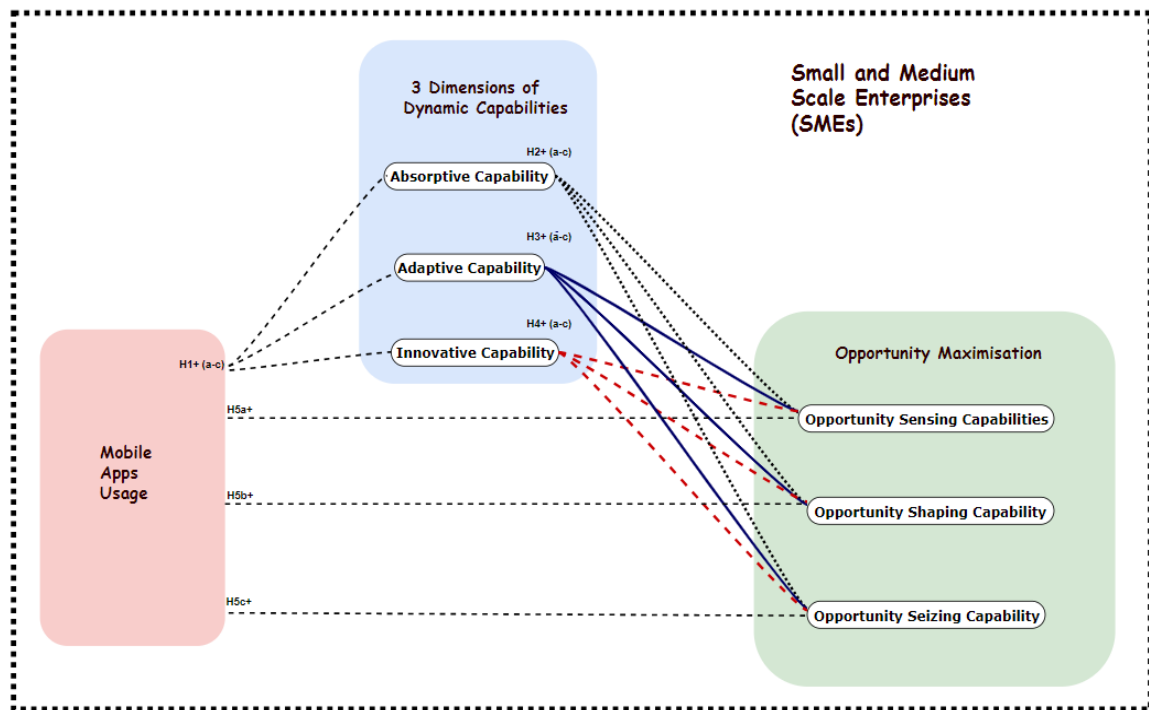 3 Dimensions of
Dynamic Capabilities
Small and Medium
Scale Enterprises
(SMEs)
H2+ (a-c)
Absorptive Capability
H3+ (a-c)
Adaptive Capability
H4+ (a-c)
Innovative Capability
H1+ (a-c)
Opportunity Maximisation
H5a+
Opportunity Sensing Capabilities
Mobile
Apps
Usage
H5b+
Opportunity Shaping Capability
H5c+
Opportunity Seizing Capability